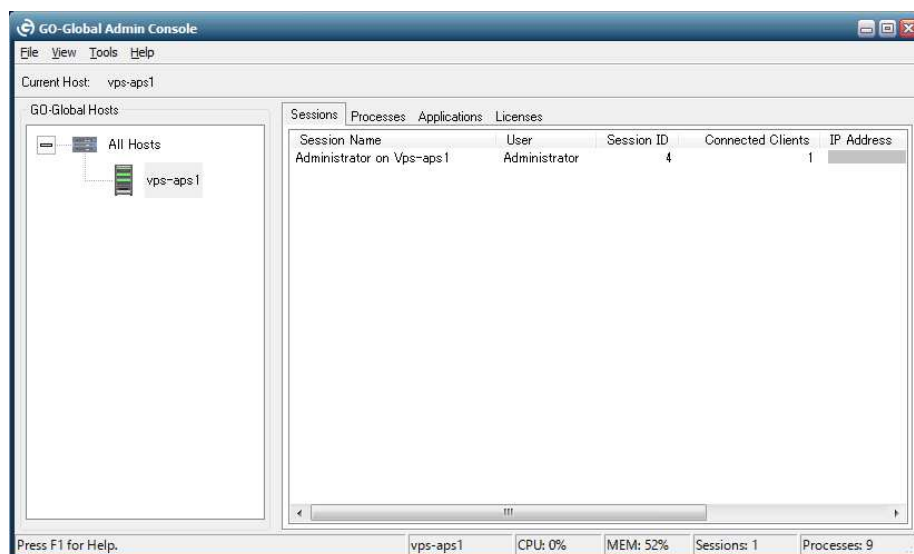 GO-Global Admin Console
File View Tools Help
Current Host: vps-aps1
GO-Global Hosts
All Hosts
vps-aps1
Sessions Processes Applications Licenses
Session Name User Session ID Connected Clients IP Address
Administrator on Vps-aps1 Administrator 4 1
Press F1 for Help. vps-aps1 CPU: 0% MEM: 52% Sessions: 1 Processes: 9